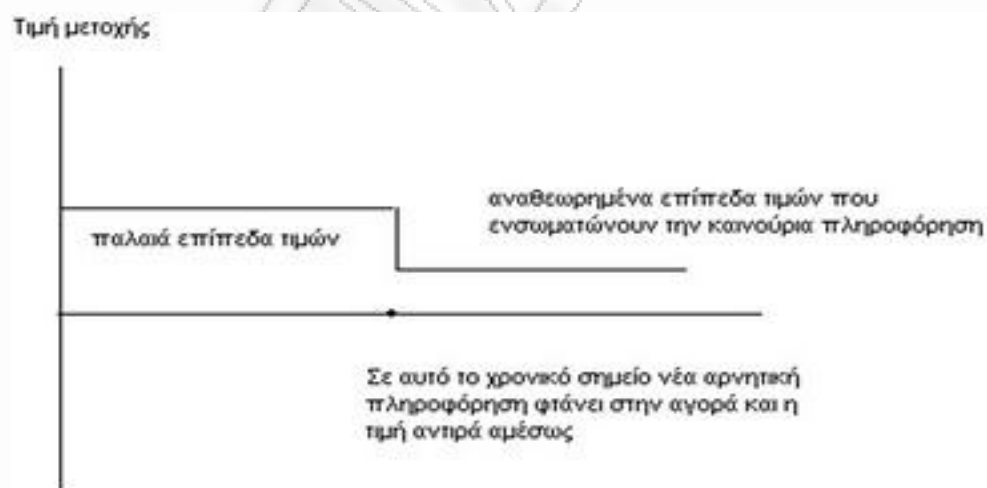 Τιμή μετοχής
αναθεωρημένα επίπεδα τιμών που
ενσωματώνουν την καινούρια πληροφόρηση
παλαιά επίπεδα τιμών
Σε αυτό το χρονικό σημείο νέα αρνητική
πληροφόρηση φτάνει στην αγορά και η
τιμή αντιρά αμέσως